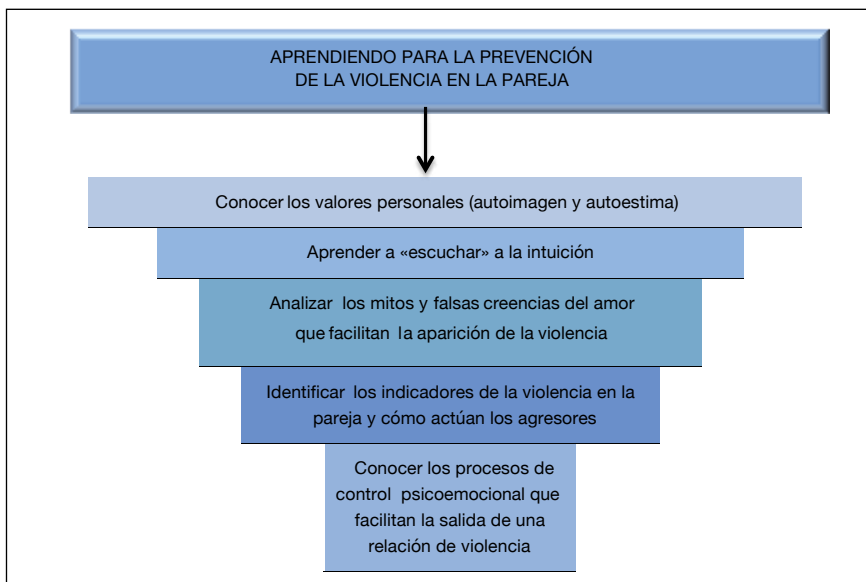 APRENDIENDO PARA LA PREVENCIÓN
DE LA VIOLENCIA EN LA PAREJA
Conocer los valores personales (autoimagen y autoestima)
Aprender a «escuchar» a la intuición
Analizar los mitos y falsas creencias del amor
que facilitan la aparición de la violencia
Identificar los indicadores de la violencia en la
pareja y cómo actúan los agresores
Conocer los procesos de
control psicoemocional que
facilitan la salida de una
relación de violencia